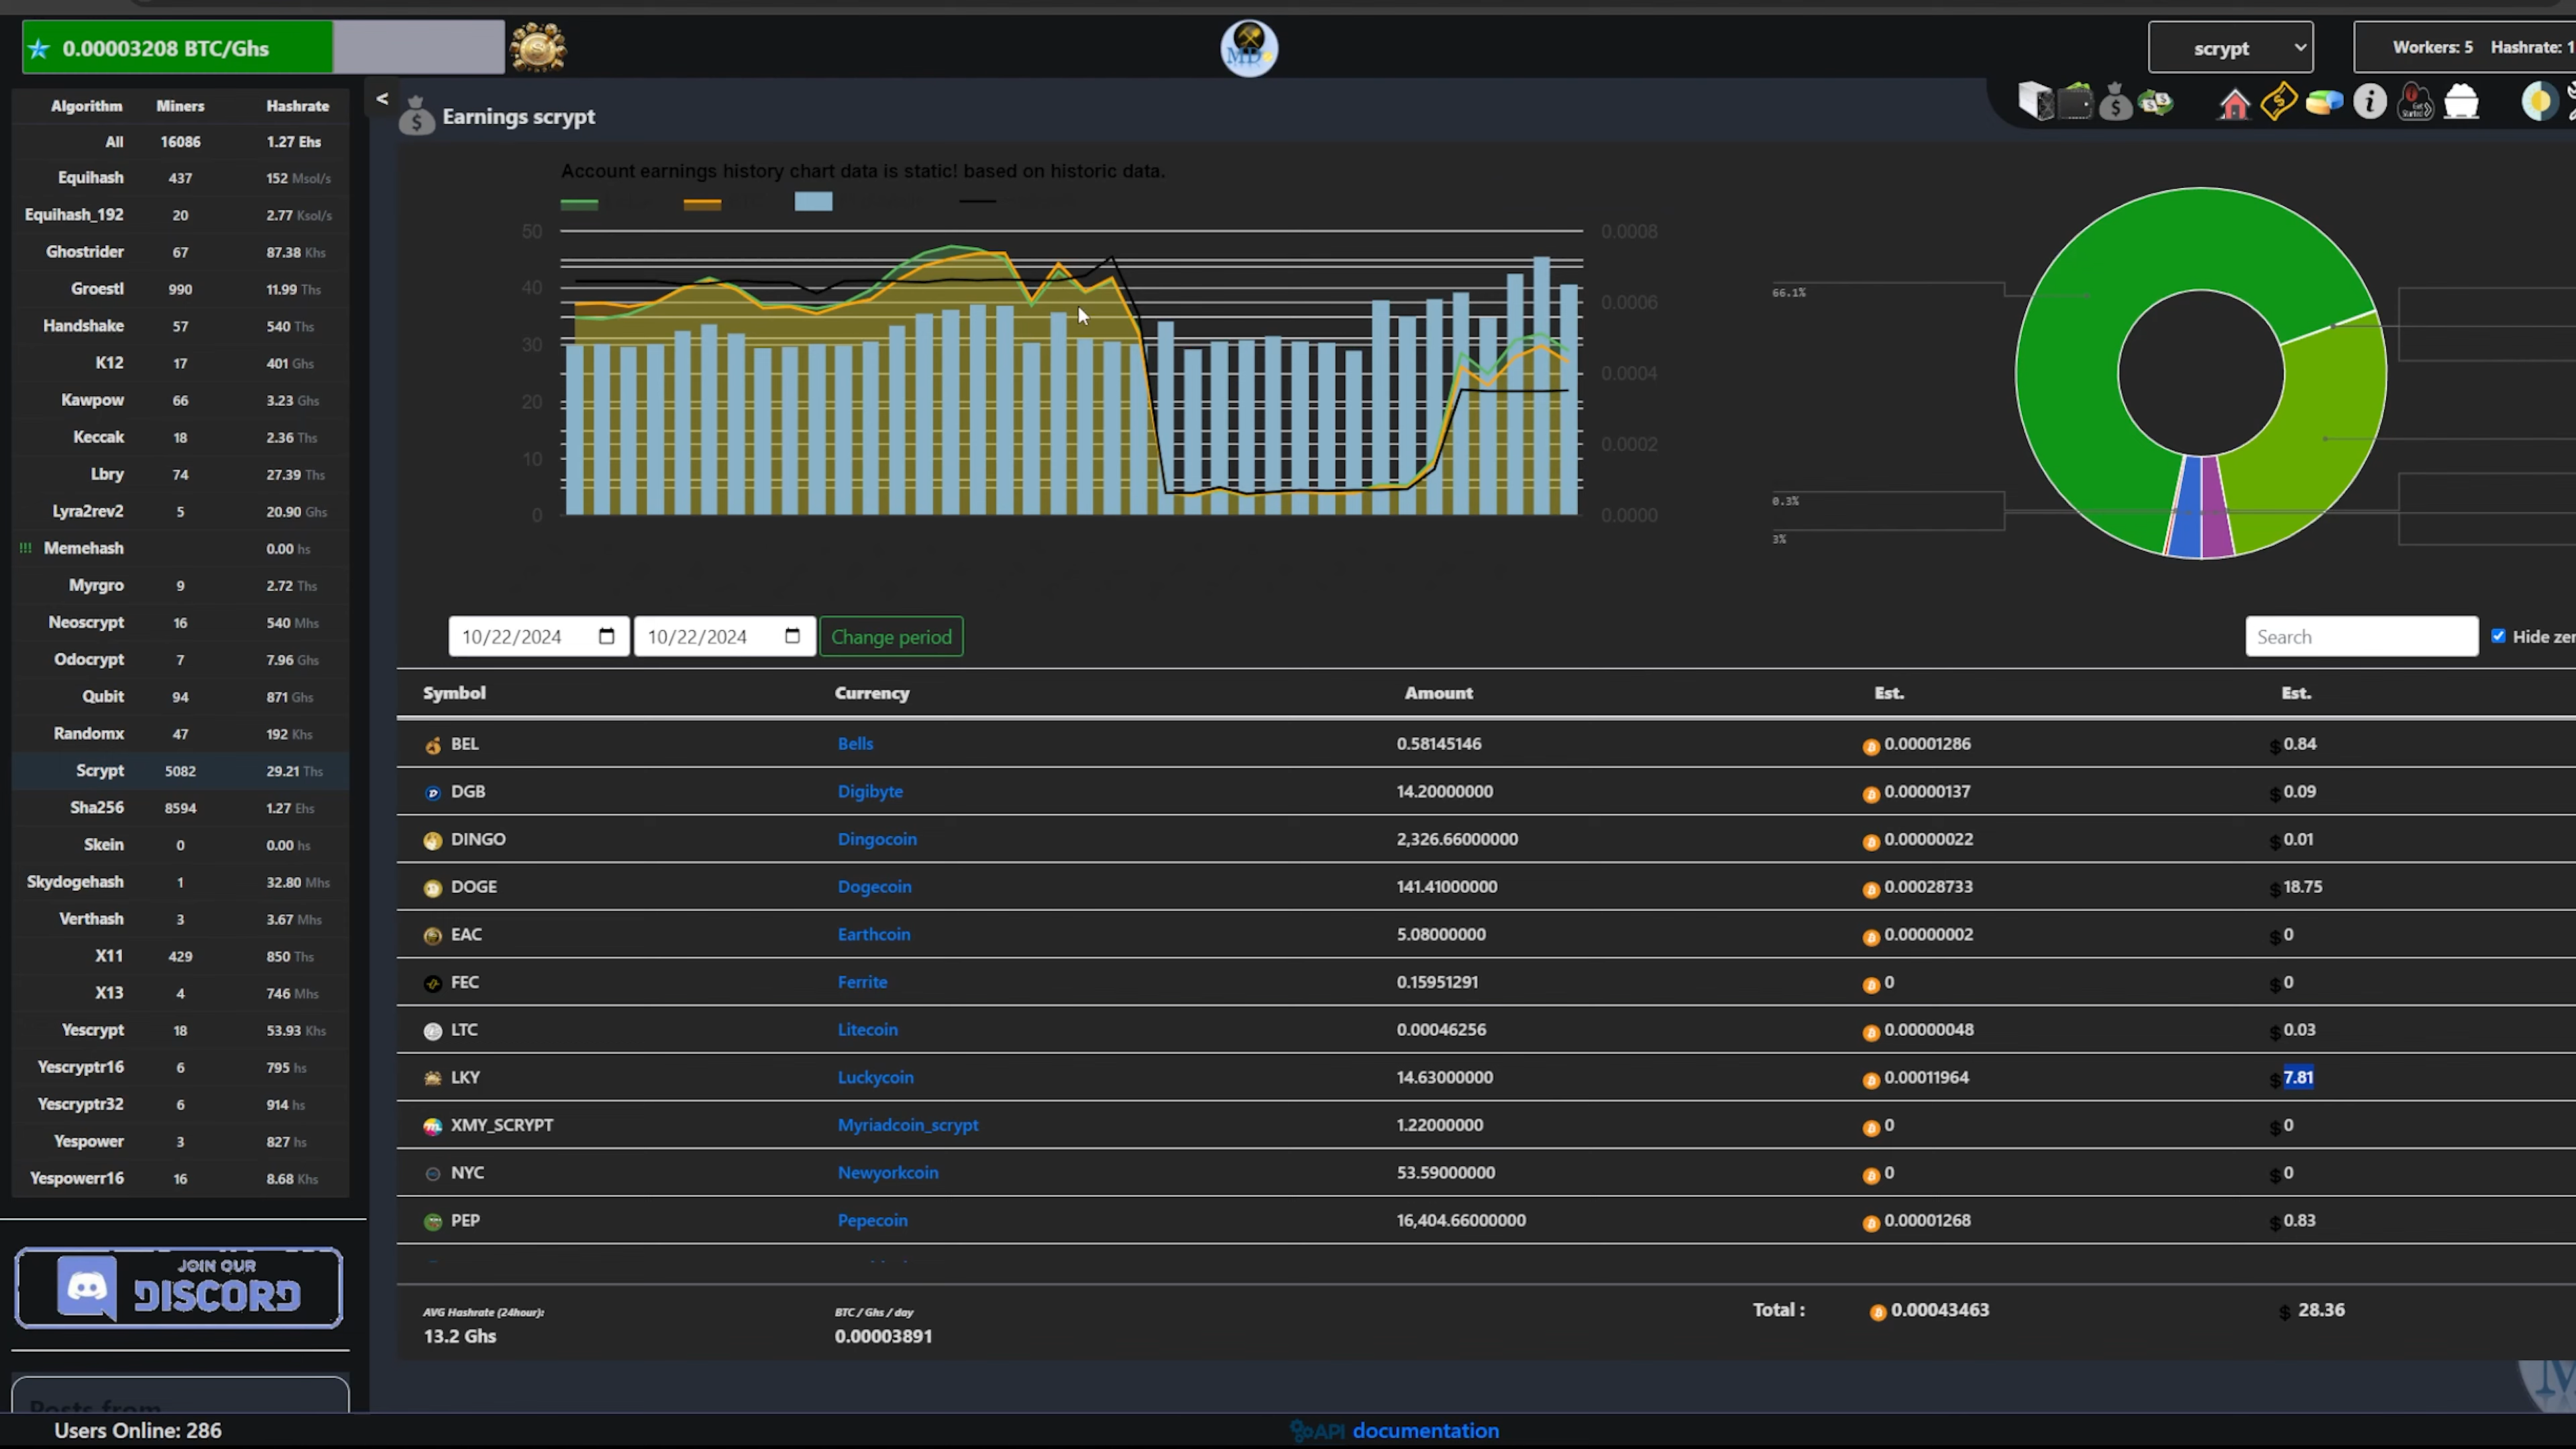 0.00003208 BTC/Ghs
MD
scrypt
Workers: 5 Hashrate: 1
Algorithm Miners Hashrate
All 16086 1.27 Ehs
Equihash 437 152 Msol/s
Equihash_192 20 2.77 Ksol/s
Ghostrider 67 87.38 Khs
Groestl 990 11.99 Ths
Handshake 57 540 Ths
K12 17 401 Ghs
Kawpow 66 3.23 Ghs
Keccak 18 2.36 Ths
Lbry 74 27.39 Ths
Lyra2rev2 5 20.90 Ghs
!!! Memehash 0.00 hs
Myrgro 9 2.72 Ths
Neoscrypt 16 540 Mhs
Odocrypt 7 7.96 Ghs
Qubit 94 871 Ghs
Randomx 47 192 Khs
Scrypt 5082 29.21 Ths
Sha256 8594 1.27 Ehs
Skein 0 0.00 hs
Skydogehash 1 32.80 Mhs
Verthash 3 3.67 Mhs
X11 429 850 Ths
X13 4 746 Mhs
Yescrypt 18 53.93 Khs
Yescryptr16 6 795 hs
Yescryptr32 6 914 hs
Yespower 3 827 hs
Yespowerr16 16 8.68 Khs
JOIN OUR
DISCORD
Posts from
Users Online: 286
<
Earnings scrypt
Account earnings history chart data is static! based on historic data.
50 0.0008
40 0.0006
30 0.0004
20 0.0002
10
0 0.0000
66.1%
0.3%
3%
10/22/2024 10/22/2024 Change period
Search Hide zer
Symbol Currency Amount Est. Est.
BEL Bells 0.58145146 0.00001286 $ 0.84
DGB Digibyte 14.20000000 0.00000137 $ 0.09
DINGO Dingocoin 2,326.66000000 0.00000022 $ 0.01
DOGE Dogecoin 141.41000000 0.00028733 $ 18.75
EAC Earthcoin 5.08000000 0.00000002 $ 0
FEC Ferrite 0.15951291 0 $ 0
LTC Litecoin 0.00046256 0.00000048 $ 0.03
LKY Luckycoin 14.63000000 0.00011964 $ 7.81
XMY_SCRYPT Myriadcoin_scrypt 1.22000000 0 $ 0
NYC Newyorkcoin 53.59000000 0 $ 0
PEP Pepecoin 16,404.66000000 0.00001268 $ 0.83
AVG Hashrate (24hour): BTC / Ghs / day Total : 0.00043463 $ 28.36
13.2 Ghs 0.00003891
API documentation